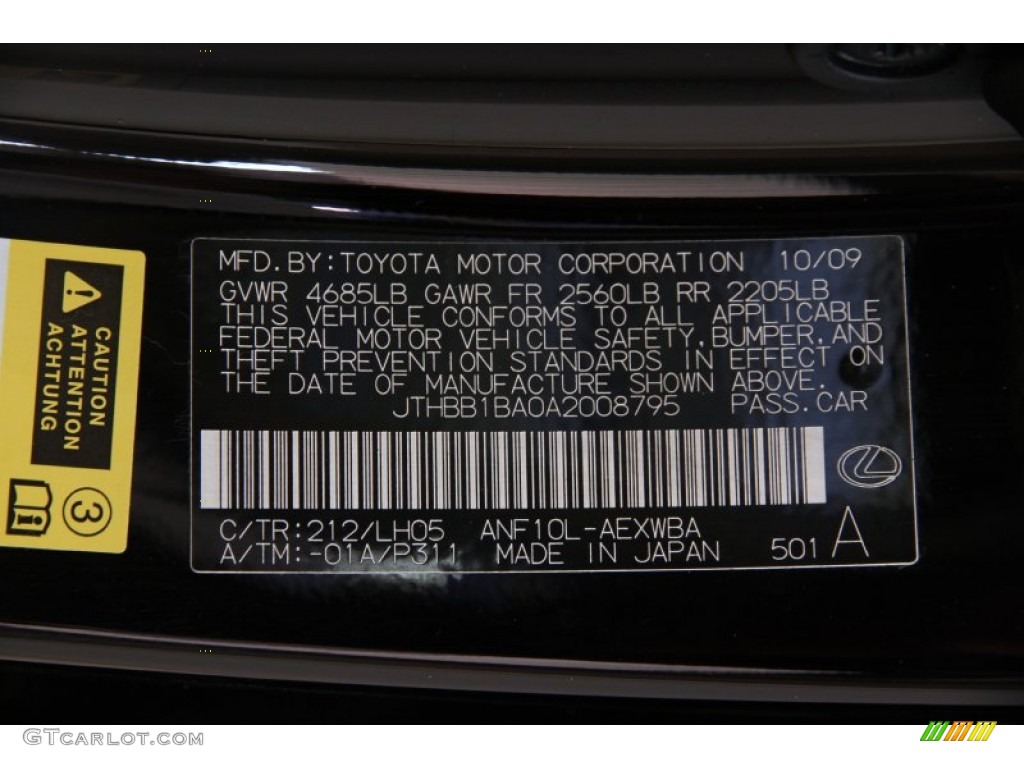 MFD.BY:TOYOTA MOTOR CORPORATION 10/09
GVWR 4685LB GAWR FR 2560LB RR 2205LB
THIS VEHICLE CONFORMS TO ALL APPLICABLE
FEDERAL MOTOR VEHICLE SAFETY,BUMPER,AND
THEFT PREVENTION STANDARDS IN EFFECT ON
THE DATE OF MANUFACTURE SHOWN ABOVE.
JTHBB1BA0A2008795 PASS.CAR
C/TR:212/LH05 ANF10L-AEXWBA
A/TM:-01A/P311 MADE IN JAPAN 501 A
CAUTION
ATTENTION
ACHTUNG
3
GTCarLot.com